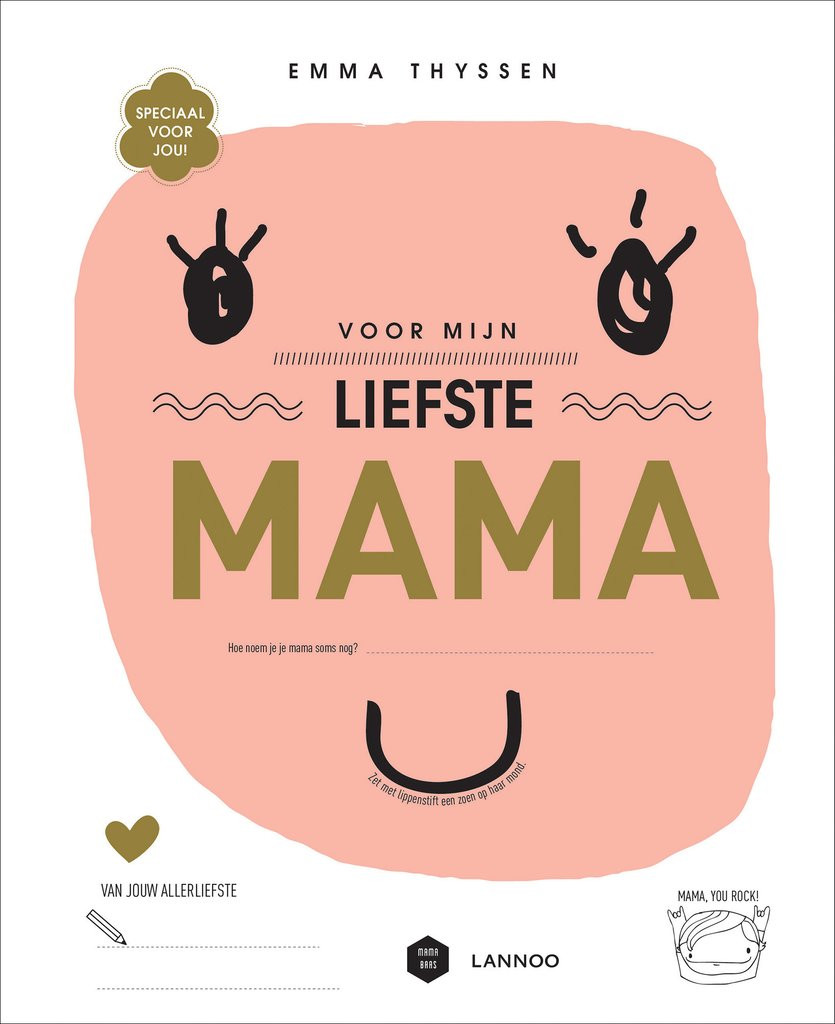 EMMA THYSSEN
SPECIAAL
VOOR
JOU!
VOOR MIJN
LIEFSTE
MAMA
Hoe noem je je mama soms nog?
Zet met lippenstift een zoen op haar mond.
VAN JOUW ALLERLIEFSTE
MAMA, YOU ROCK!
MAMA
BAAS
LANNOO